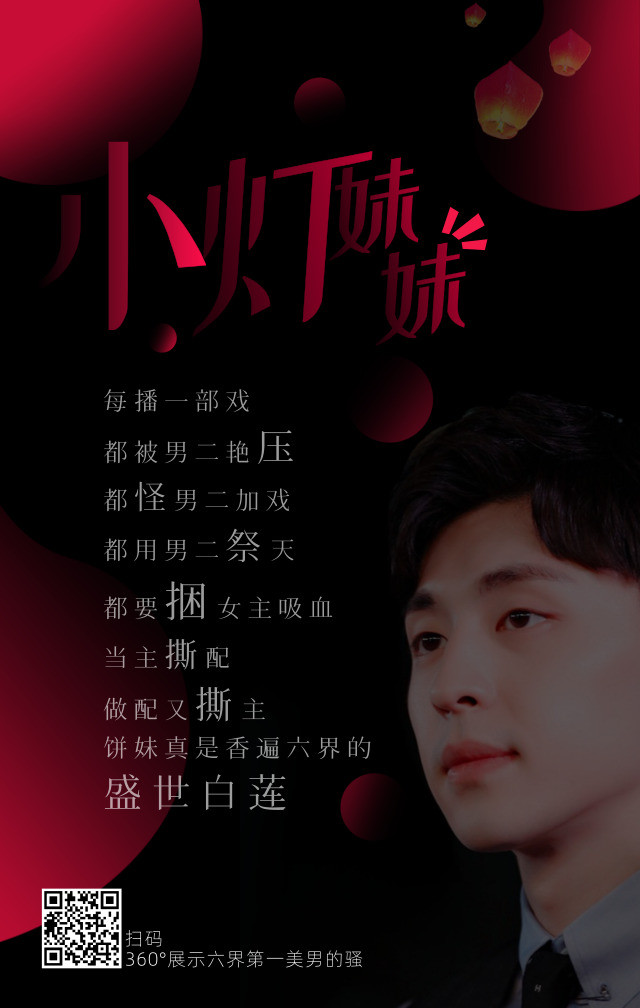 小灯妹妹
每播一部戏
都被男二艳压
都怪男二加戏
都用男二祭天
都要捆女主吸血
当主撕配
做配又撕主
饼妹真是香遍六界的
盛世白莲
扫码
360°展示六界第一美男的骚